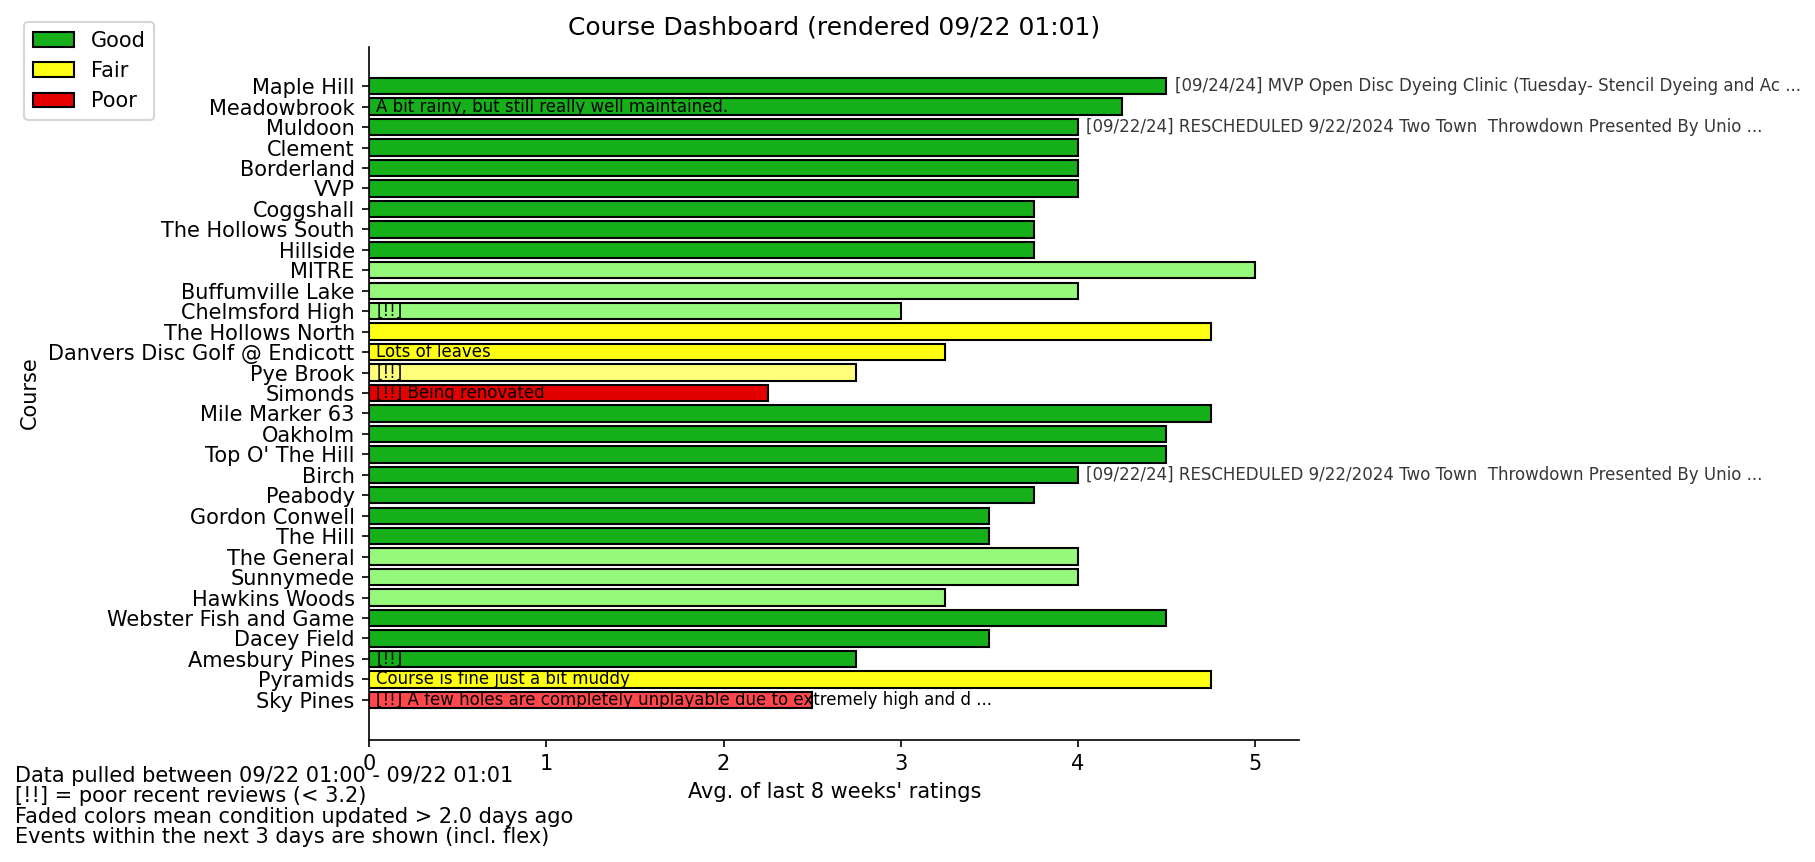 Course Dashboard (rendered 09/22 01:01)
Good
Fair
Poor
Maple Hill [09/24/24] MVP Open Disc Dyeing Clinic (Tuesday- Stencil Dyeing and Ac ...
Meadowbrook A bit rainy, but still really well maintained.
Muldoon [09/22/24] RESCHEDULED 9/22/2024 Two Town  Throwdown Presented By Unio ...
Clement
Borderland
VVP
Coggshall
The Hollows South
Hillside
MITRE
Buffumville Lake
Chelmsford High [!!]
The Hollows North
Danvers Disc Golf @ Endicott Lots of leaves
Pye Brook [!!]
Simonds [!!] Being renovated
Mile Marker 63
Oakholm
Top O' The Hill
Birch [09/22/24] RESCHEDULED 9/22/2024 Two Town  Throwdown Presented By Unio ...
Peabody
Gordon Conwell
The Hill
The General
Sunnymede
Hawkins Woods
Webster Fish and Game
Dacey Field
Amesbury Pines [!!]
Pyramids Course is fine just a bit muddy
Sky Pines [!!] A few holes are completely unplayable due to extremely high and d ...
Course
0 1 2 3 4 5
Avg. of last 8 weeks' ratings
Data pulled between 09/22 01:00 - 09/22 01:01
[!!] = poor recent reviews (< 3.2)
Faded colors mean condition updated > 2.0 days ago
Events within the next 3 days are shown (incl. flex)